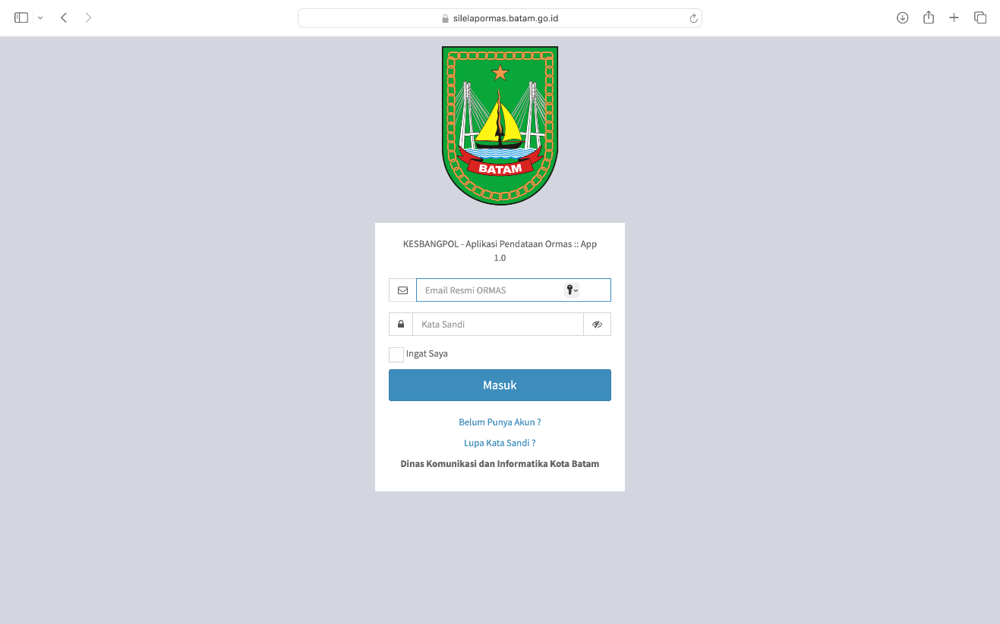 silelapormas.batam.go.id
BATAM
KESBANGPOL - Aplikasi Pendataan Ormas :: App
1.0
Email Resmi ORMAS
Kata Sandi
Ingat Saya
Masuk
Belum Punya Akun ?
Lupa Kata Sandi ?
Dinas Komunikasi dan Informatika Kota Batam